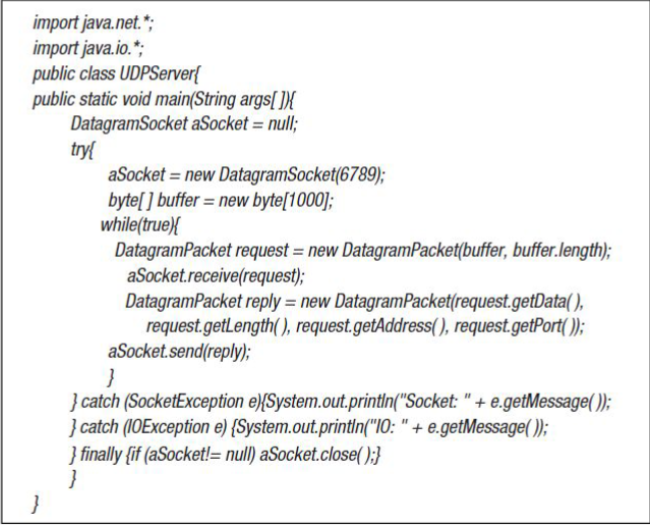 import java.net.*;
import java.io.*;
public class UDPServer{
public static void main(String args[ ]){
DatagramSocket aSocket = null;
try{
aSocket = new DatagramSocket(6789);
byte[ ] buffer = new byte[1000];
while(true){
DatagramPacket request = new DatagramPacket(buffer, buffer.length);
aSocket.receive(request);
DatagramPacket reply = new DatagramPacket(request.getData( ),
request.getLength( ), request.getAddress( ), request.getPort( ));
aSocket.send(reply);
}
} catch (SocketException e){System.out.println("Socket: " + e.getMessage( ));
} catch (IOException e) {System.out.println("IO: " + e.getMessage( ));
} finally {if (aSocket!= null) aSocket.close( );}
}
}